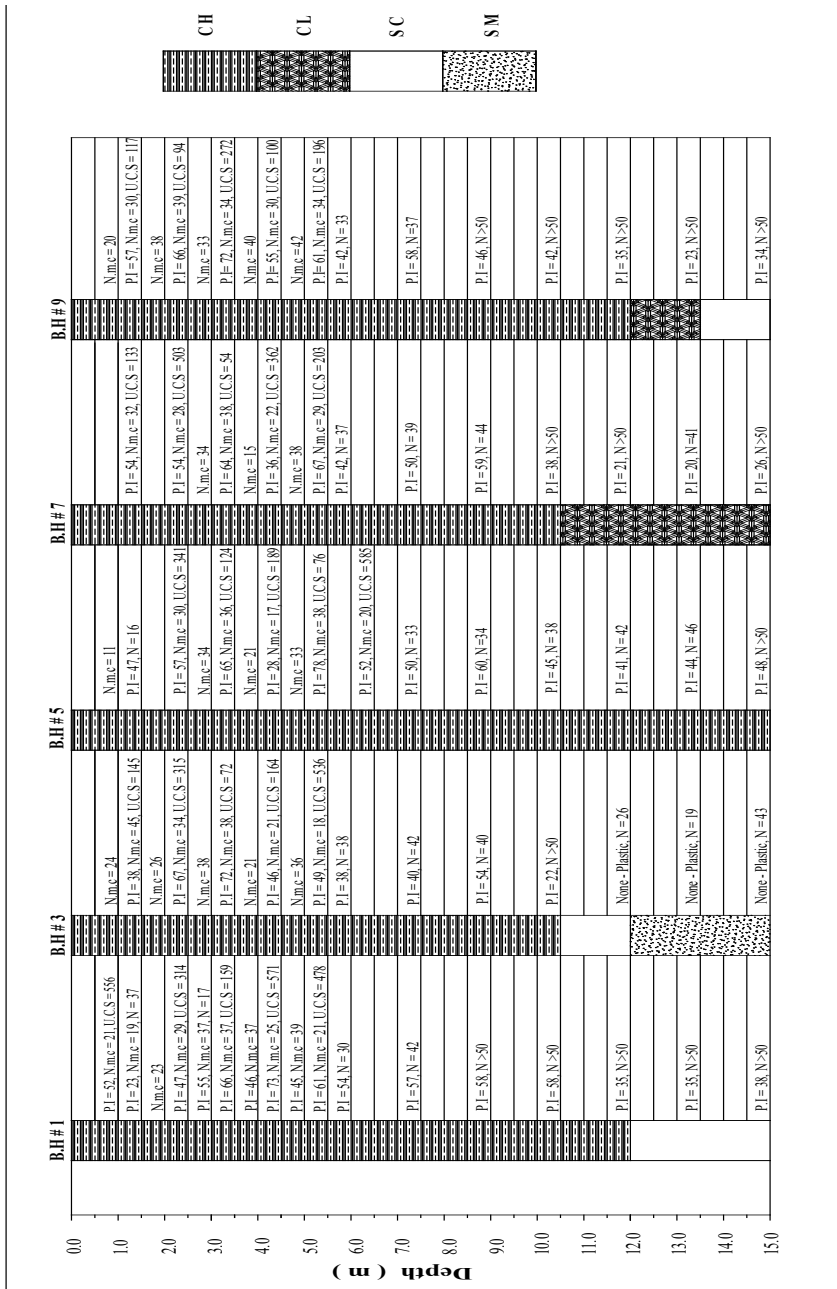 Depth ( m )
0.0
1.0
2.0
3.0
4.0
5.0
6.0
7.0
8.0
9.0
10.0
11.0
12.0
13.0
14.0
15.0
B.H # 1
P.I = 52, N.m.c = 21, U.C.S = 556
P.I = 23, N.m.c = 19, N = 37
N.m.c = 23
P.I = 47, N.m.c = 29, U.C.S = 314
P.I = 55, N.m.c = 37, N = 17
P.I = 66, N.m.c = 37, U.C.S = 159
P.I = 46, N.m.c = 37
P.I = 73, N.m.c = 25, U.C.S = 571
P.I = 45, N.m.c = 39
P.I = 61, N.m.c = 21, U.C.S = 478
P.I = 54, N = 30
P.I = 57, N = 42
P.I = 58, N >50
P.I = 58, N >50
P.I = 35, N >50
P.I = 35, N >50
P.I = 38, N >50
B.H # 3
N.m.c = 24
P.I = 38, N.m.c = 45, U.C.S = 145
N.m.c = 26
P.I = 67, N.m.c = 34, U.C.S = 315
N.m.c = 38
P.I = 72, N.m.c = 38, U.C.S = 72
N.m.c = 21
P.I = 46, N.m.c = 21, U.C.S = 164
N.m.c = 36
P.I = 49, N.m.c = 18, U.C.S = 536
P.I = 38, N = 38
P.I = 40, N = 42
P.I = 54, N = 40
P.I = 22, N >50
None - Plastic, N = 26
None - Plastic, N = 19
None - Plastic, N = 43
B.H # 5
N.m.c = 11
P.I = 47, N = 16
P.I = 57, N.m.c = 30, U.C.S = 341
N.m.c = 34
P.I = 65, N.m.c = 36, U.C.S = 124
N.m.c = 21
P.I = 28, N.m.c = 17, U.C.S = 189
N.m.c = 33
P.I = 78, N.m.c = 38, U.C.S = 76
P.I = 52, N.m.c = 20, U.C.S = 585
P.I = 50, N = 33
P.I = 60, N =34
P.I = 45, N = 38
P.I = 41, N = 42
P.I = 44, N = 46
P.I = 48, N>50
B.H # 7
P.I = 54, N.m.c = 32, U.C.S = 133
P.I = 54, N.m.c = 28, U.C.S = 503
N.m.c = 34
P.I = 64, N.m.c = 38, U.C.S = 54
N.m.c = 15
P.I = 36, N.m.c = 22, U.C.S = 362
N.m.c = 38
P.I = 67, N.m.c = 29, U.C.S = 203
P.I = 42, N = 37
P.I = 50, N = 39
P.I = 59, N = 44
P.I = 38, N>50
P.I = 21, N >50
P.I = 20, N =41
P.I = 26, N >50
B.H # 9
N.m.c = 20
P.I = 57, N.m.c = 30, U.C.S = 117
N.m.c = 38
P.I = 66, N.m.c = 39, U.C.S = 94
N.m.c = 33
P.I= 72, N.m.c = 34, U.C.S = 272
N.m.c = 40
P.I= 55, N.m.c = 30, U.C.S = 100
N.m.c = 42
P.I= 61, N.m.c = 34, U.C.S = 196
P.I = 42, N = 33
P.I = 58, N =37
P.I = 46, N >50
P.I = 42, N >50
P.I = 35, N >50
P.I = 23, N >50
P.I = 34, N >50
CH
CL
SC
SM